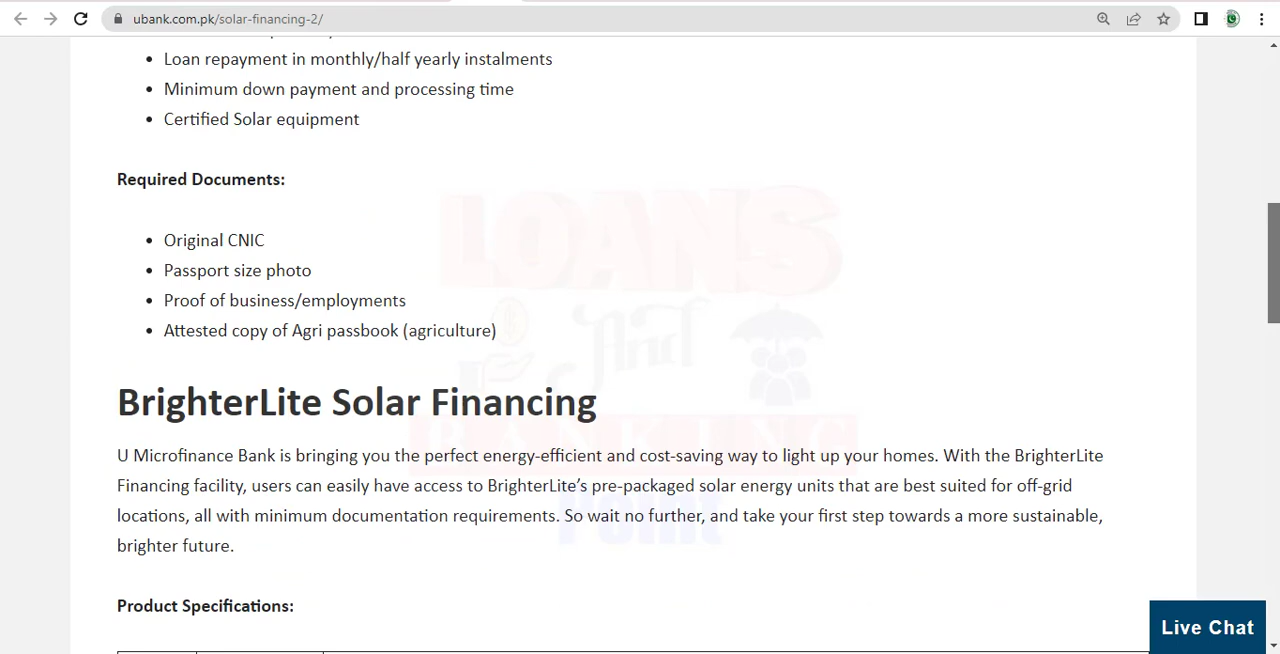 ubank.com.pk/solar-financing-2/
Loan repayment in monthly/half yearly instalments
Minimum down payment and processing time
Certified Solar equipment
Required Documents:
Original CNIC
Passport size photo
Proof of business/employments
Attested copy of Agri passbook (agriculture)
LOANS
And
BANKING
Point
BrighterLite Solar Financing
U Microfinance Bank is bringing you the perfect energy-efficient and cost-saving way to light up your homes. With the BrighterLite
Financing facility, users can easily have access to BrighterLite’s pre-packaged solar energy units that are best suited for off-grid
locations, all with minimum documentation requirements. So wait no further, and take your first step towards a more sustainable,
brighter future.
Product Specifications:
Live Chat